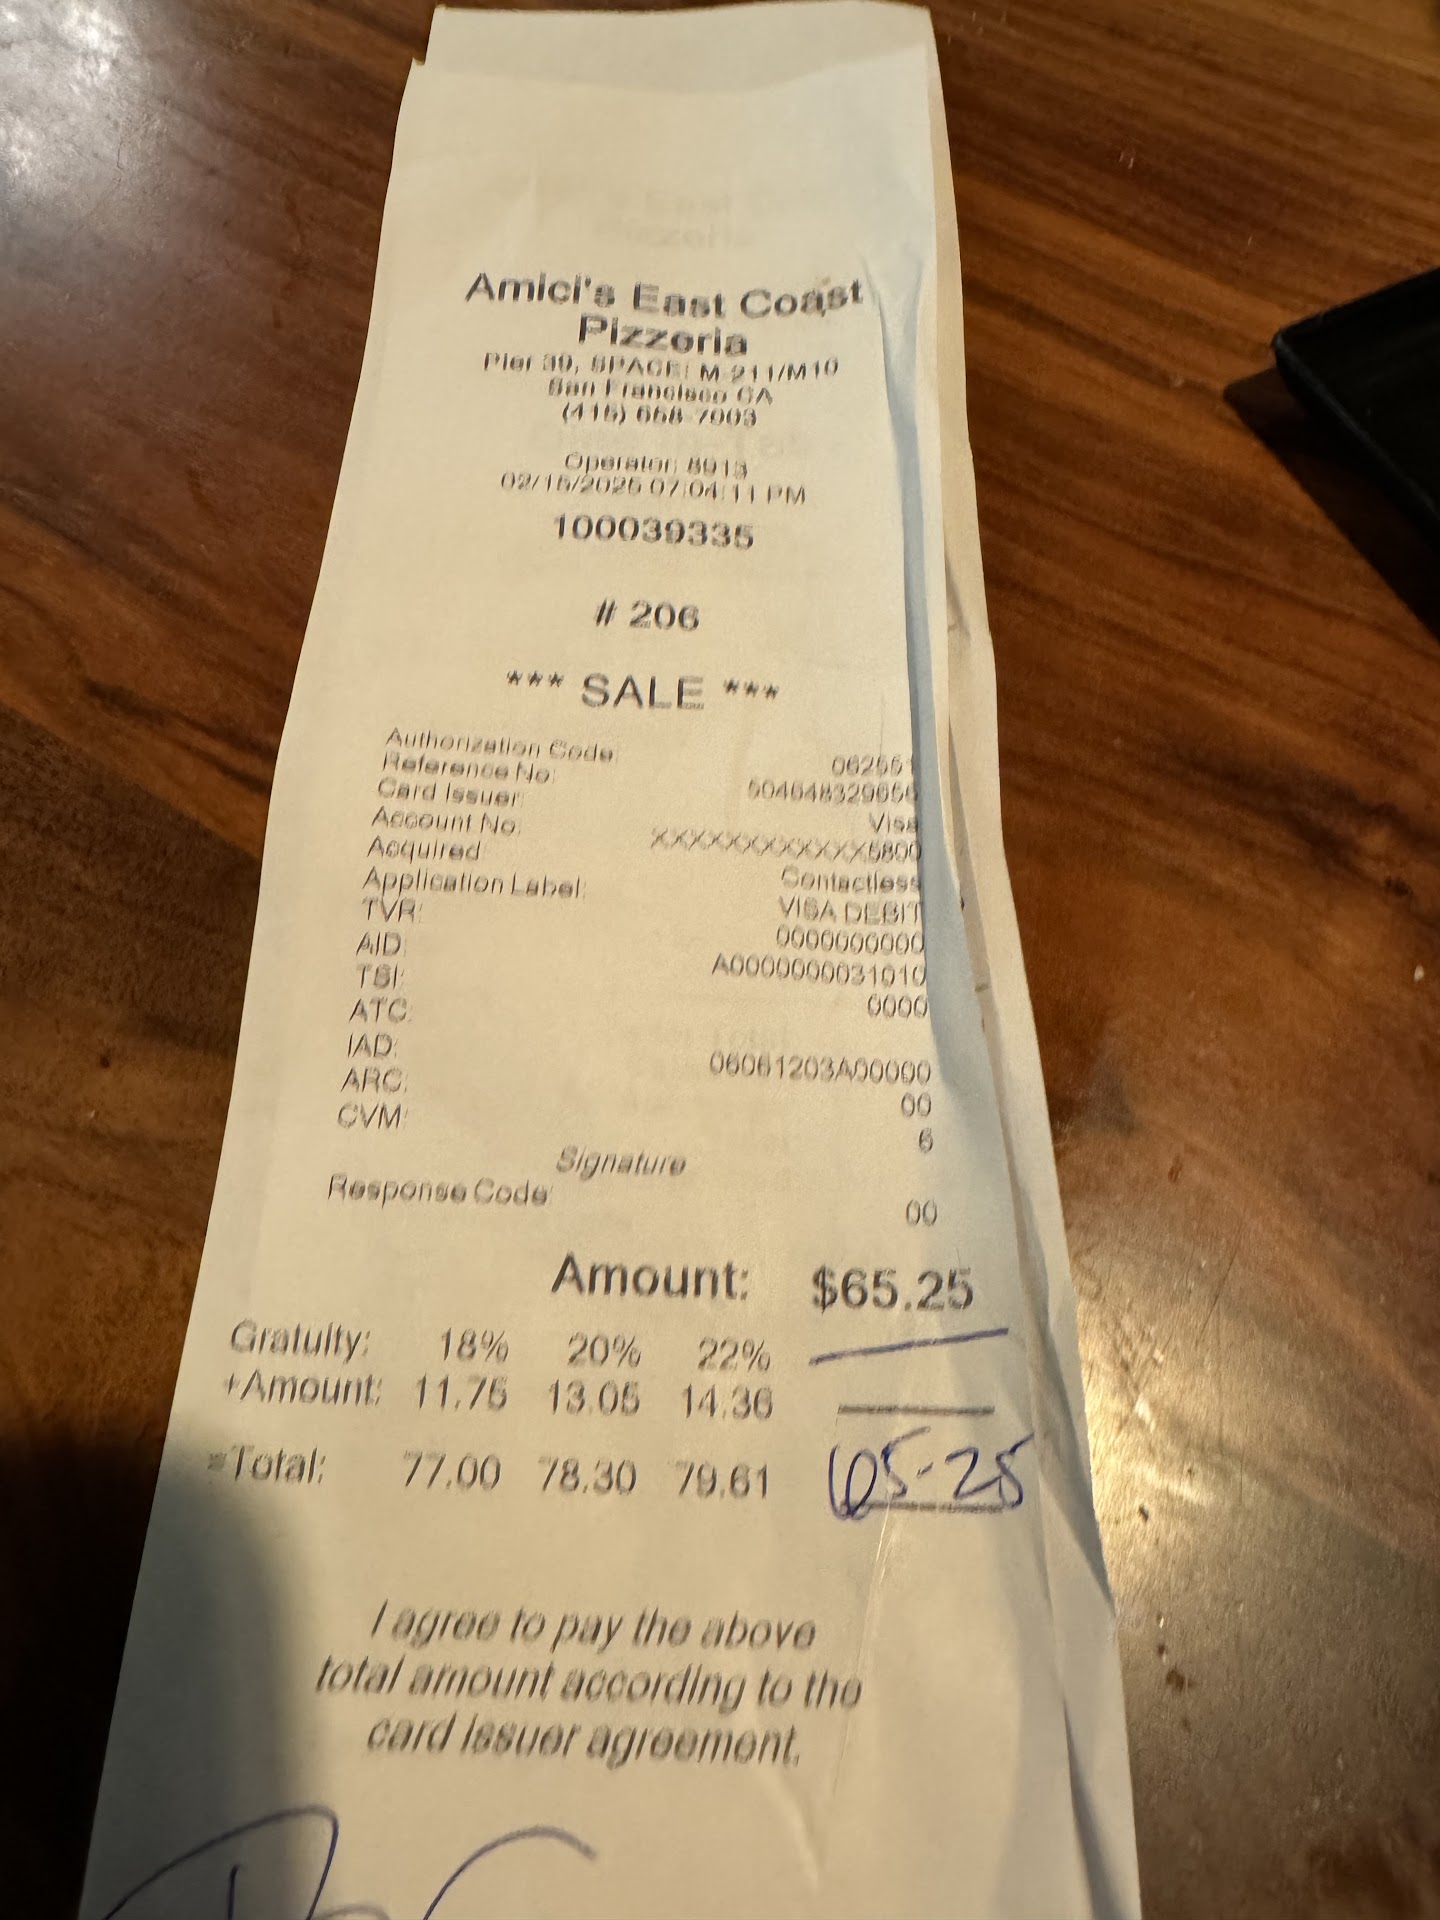 Amici's East Coast
Pizzeria
Pier 39, SPACE: M-211/M10
San Francisco CA
(415) 658-7003
Operator: 8913
02/15/2025 07:04:11 PM
100039335
# 206
*** SALE ***
Authorization Code: 062551
Reference No: 504648329656
Card Issuer: Visa
Account No: XXXXXXXXXXXX5800
Acquired: Contactless
Application Label: VISA DEBIT
TVR: 0000000000
AID: A0000000031010
TSI: 0000
ATC:
IAD: 06061203A00000
ARC: 00
CVM: 6
Signature
Response Code: 00
Amount: $65.25
Gratuity: 18% 20% 22%
+Amount: 11.75 13.05 14.36
=Total: 77.00 78.30 79.61 65.25
I agree to pay the above
total amount according to the
card issuer agreement.